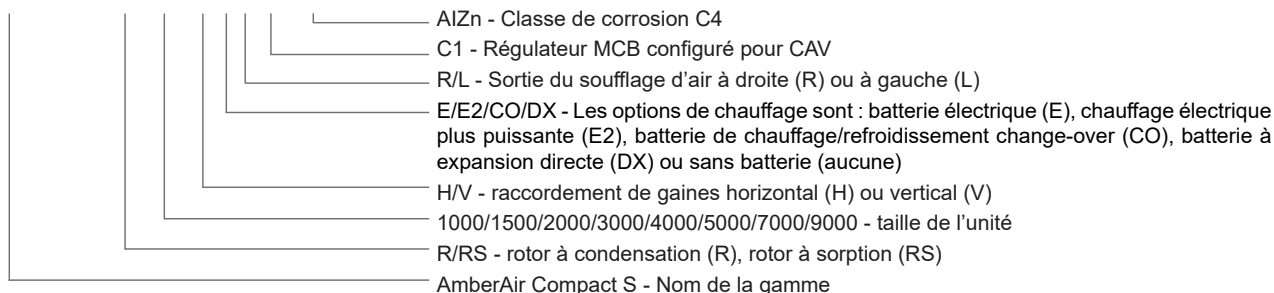 AlZn - Classe de corrosion C4
C1 - Régulateur MCB configuré pour CAV
R/L - Sortie du soufflage d'air à droite (R) ou à gauche (L)
E/E2/CO/DX - Les options de chauffage sont : batterie électrique (E), chauffage électrique
plus puissante (E2), batterie de chauffage/refroidissement change-over (CO), batterie à
expansion directe (DX) ou sans batterie (aucune)
H/V - raccordement de gaines horizontal (H) ou vertical (V)
1000/1500/2000/3000/4000/5000/7000/9000 - taille de l'unité
R/RS - rotor à condensation (R), rotor à sorption (RS)
AmberAir Compact S - Nom de la gamme